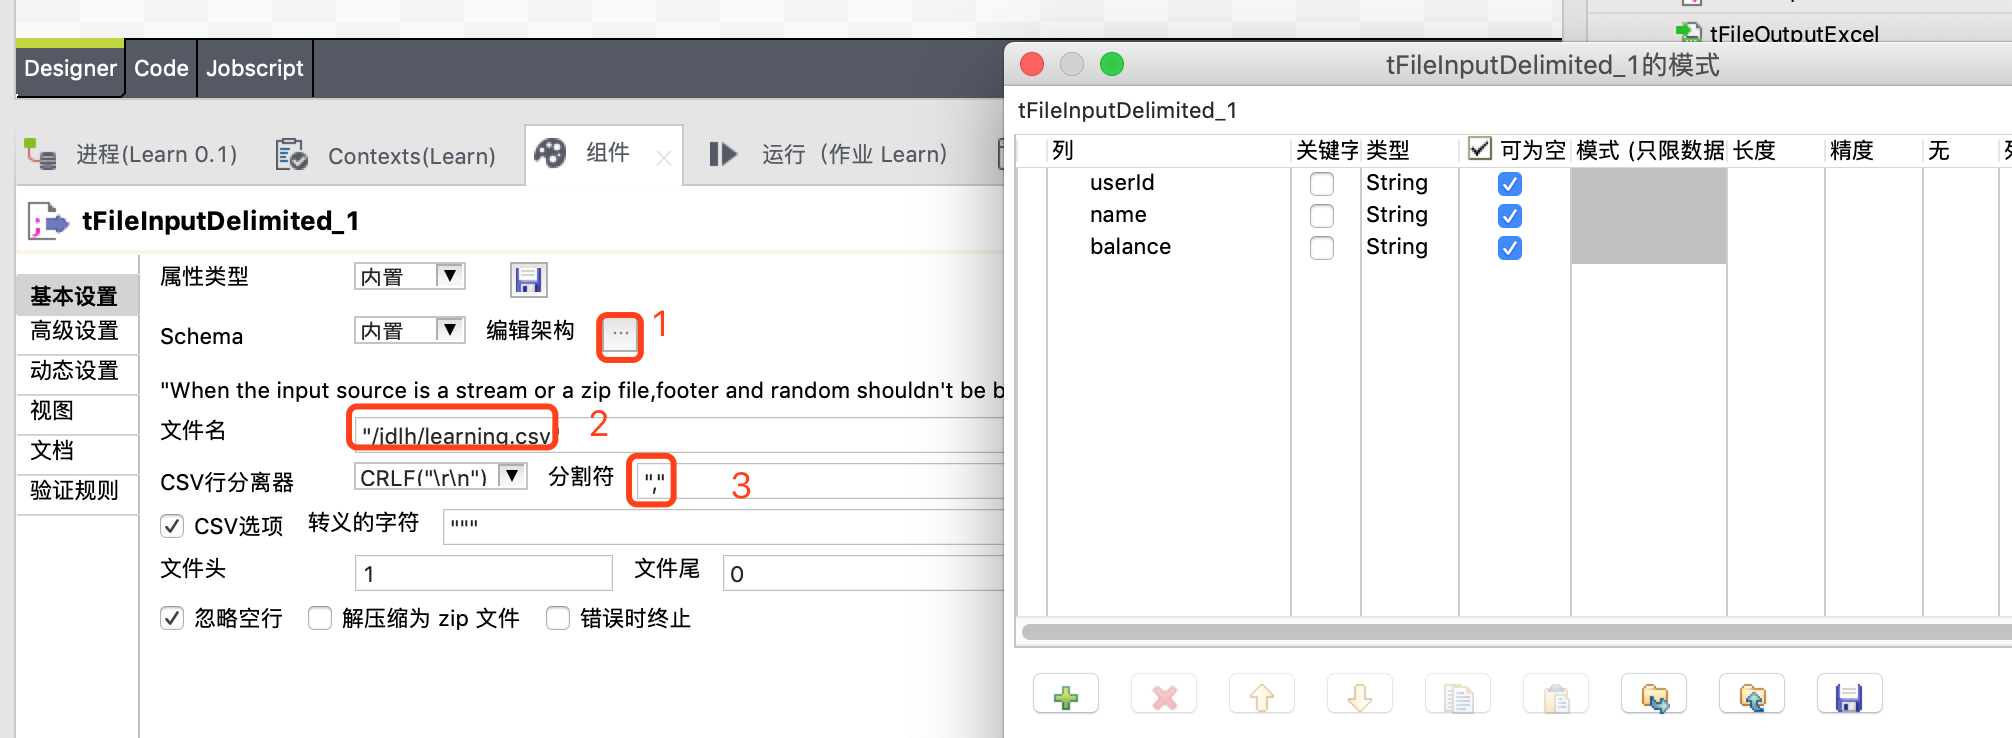 tFileOutputExcel
Designer
Code
Jobscript
tFileInputDelimited_1的模式
tFileInputDelimited_1
进程(Learn 0.1)
Contexts(Learn)
组件
运行（作业 Learn)
列
关键字
类型
可为空
模式 (只限数据
长度
精度
无
userId
String
name
String
balance
String
tFileInputDelimited_1
基本设置
高级设置
动态设置
视图
文档
验证规则
属性类型
内置
Schema
内置
编辑架构
...
1
"When the input source is a stream or a zip file,footer and random shouldn't be b
文件名
"/jdlh/learning.csv
2
CSV行分离器
CRLF("\r\n")
分割符
","
3
CSV选项
转义的字符
"""
文件头
1
文件尾
0
忽略空行
解压缩为 zip 文件
错误时终止